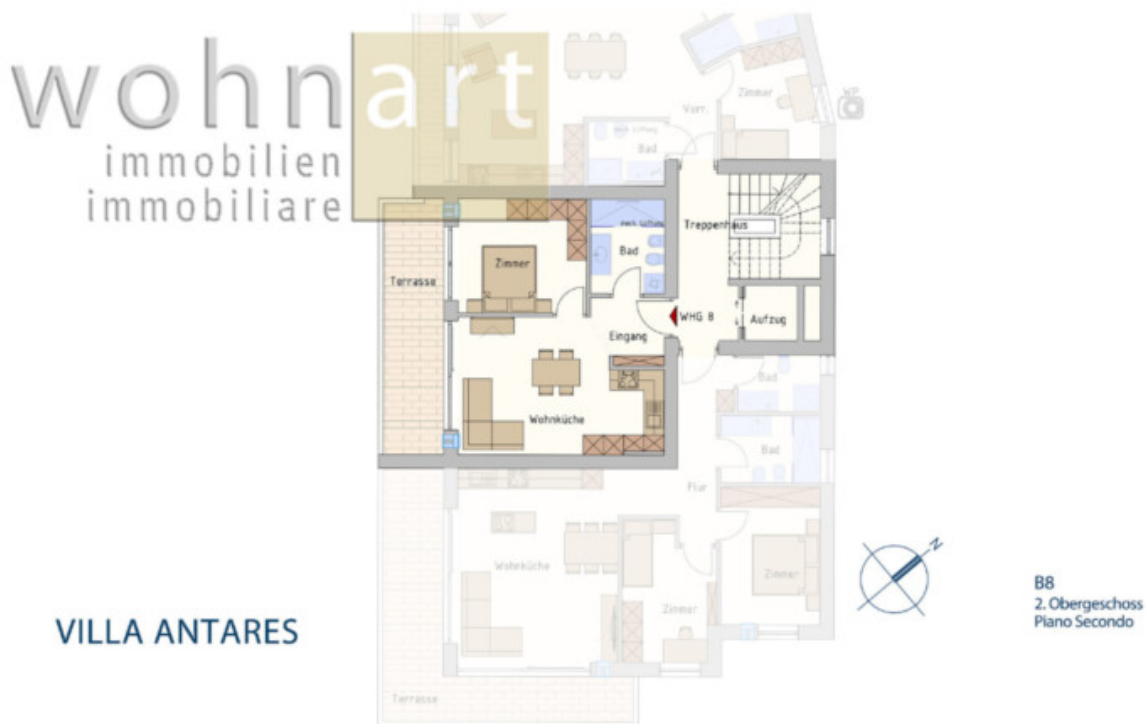 wohnart
immobilien
immobiliare
Zimmer
WP
Vorr.
Bad
Treppenhaus
Bad
Zimmer
Terrasse
WHG 8
Aufzug
Eingang
Bad
Wohnküche
Bad
Flur
Wohnküche
Zimmer
Zimmer
Terrasse
N
B8
2. Obergeschoss
Piano Secondo
VILLA ANTARES